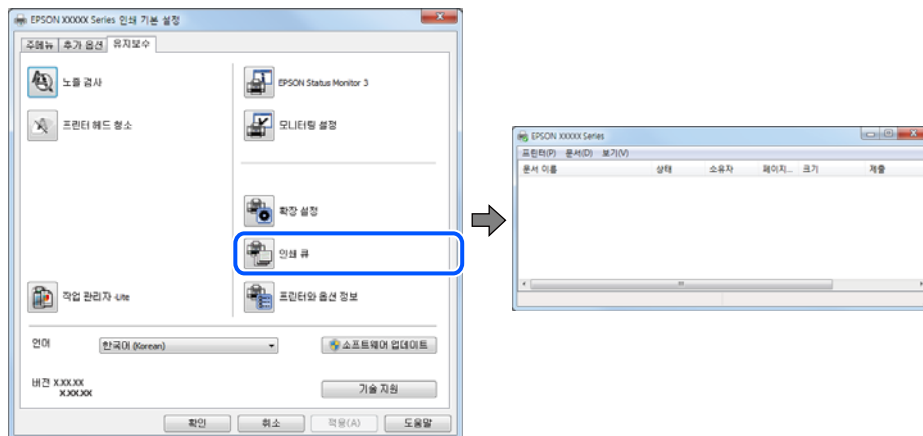 EPSON XXXXX Series 인쇄 기본 설정
주메뉴 추가 옵션 유지보수
노즐 검사
EPSON Status Monitor 3
프린터 헤드 청소
모니터링 설정
확장 설정
인쇄 큐
작업 관리자 -Lite
프린터와 옵션 정보
언어
한국어 (Korean)
소프트웨어 업데이트
버전 X.XX.XX
X.XX.XX
기술 지원
확인
취소
적용(A)
도움말
EPSON XXXXX Series
프린터(P) 문서(D) 보기(V)
문서 이름 상태 소유자 페이지... 크기 제출